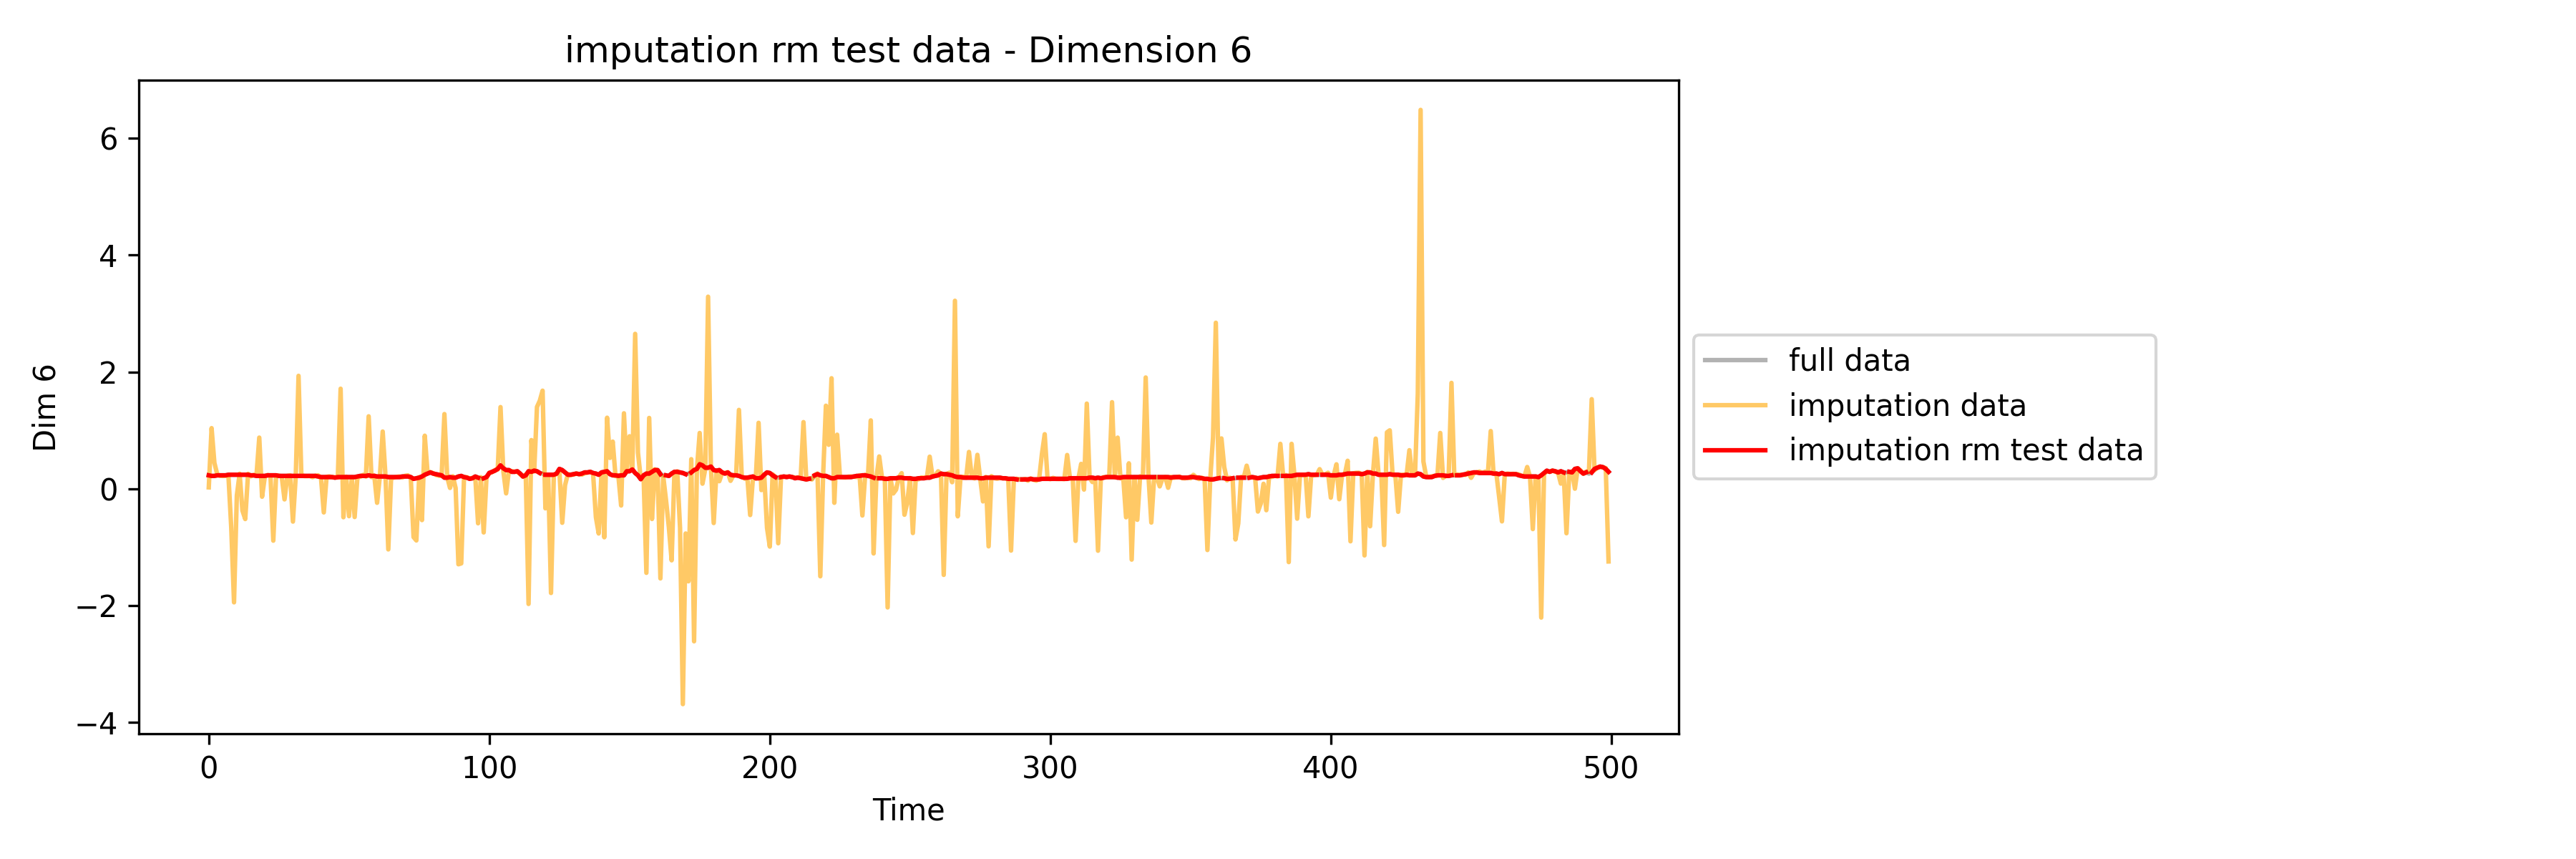 imputation rm test data - Dimension 6
6
4
2
0
−2
−4
Dim 6
0 100 200 300 400 500
Time
full data
imputation data
imputation rm test data